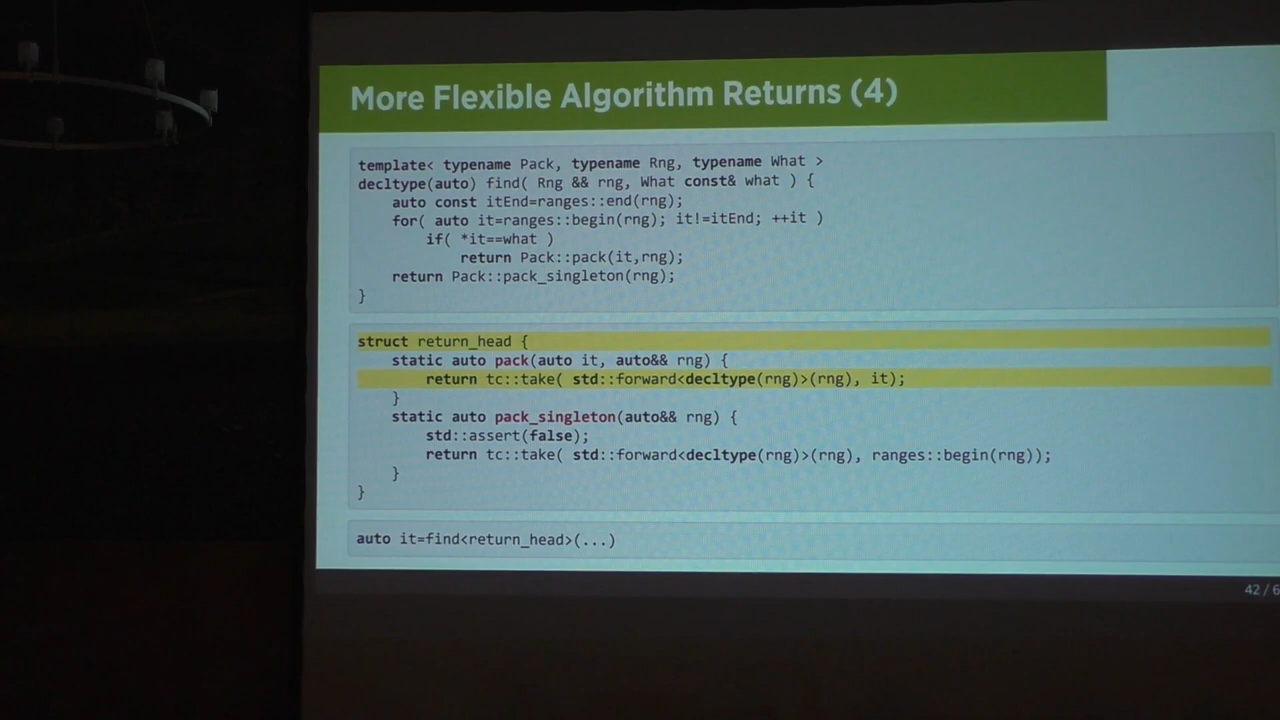 More Flexible Algorithm Returns (4)
template< typename Pack, typename Rng, typename What >
decltype(auto) find( Rng && rng, What const& what ) {
    auto const itEnd=ranges::end(rng);
    for( auto it=ranges::begin(rng); it!=itEnd; ++it )
        if( *it==what )
            return Pack::pack(it,rng);
    return Pack::pack_singleton(rng);
}
struct return_head {
    static auto pack(auto it, auto&& rng) {
        return tc::take( std::forward<decltype(rng)>(rng), it);
    }
    static auto pack_singleton(auto&& rng) {
        std::assert(false);
        return tc::take( std::forward<decltype(rng)>(rng), ranges::begin(rng));
    }
}
auto it=find<return_head>(...)
42 / 6